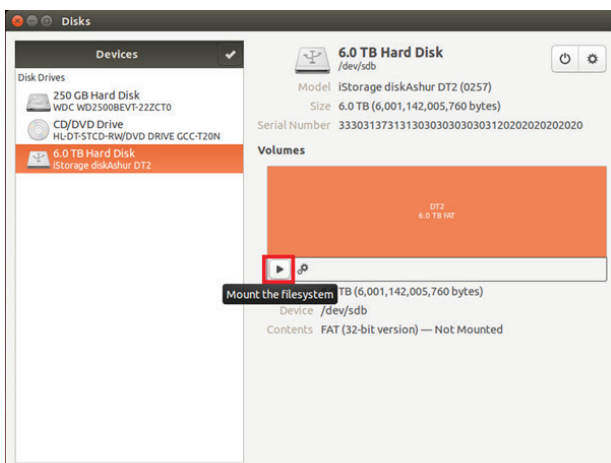 Disks
Devices
Disk Drives
250 GB Hard Disk
WDC WD2500BEVT-22ZCT0
CD/DVD Drive
HL-DT-STCD-RW/DVD DRIVE GCC-T20N
6.0 TB Hard Disk
iStorage diskAshur DT2
6.0 TB Hard Disk
/dev/sdb
Model iStorage diskAshur DT2 (0257)
Size 6.0 TB (6,001,142,005,760 bytes)
Serial Number 33303137313130303030303031202020202020
Volumes
DT2
6.0 TB FAT
Mount the filesystem
TB (6,001,142,005,760 bytes)
Device /dev/sdb
Contents FAT (32-bit version) — Not Mounted